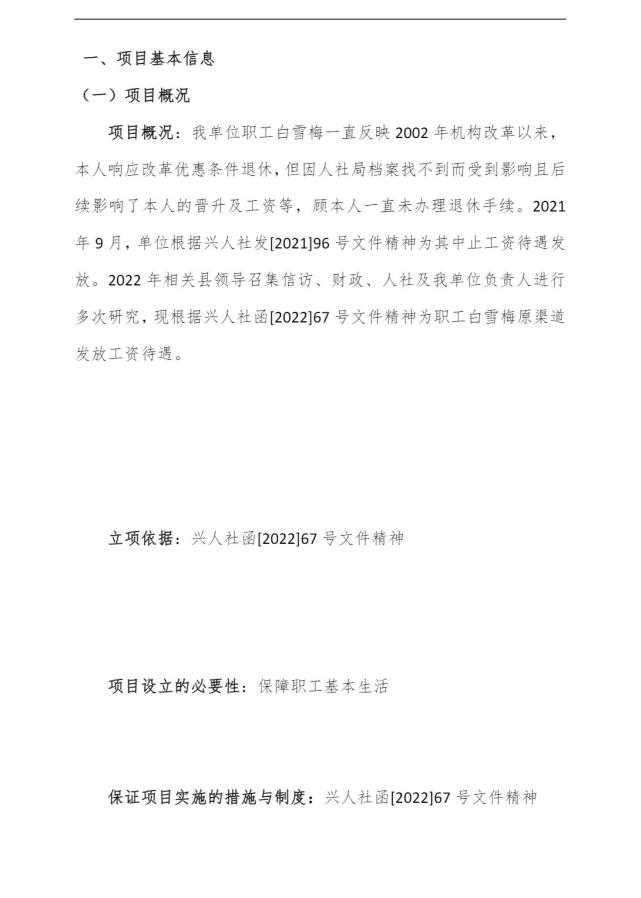 一、项目基本信息
（一）项目概况
项目概况：我单位职工白雪梅一直反映 2002 年机构改革以来，
本人响应改革优惠条件退休，但因人社局档案找不到而受到影响且后
续影响了本人的晋升及工资等，顾本人一直未办理退休手续。2021
年 9 月，单位根据兴人社发[2021]96 号文件精神为其中止工资待遇发
放。2022 年相关县领导召集信访、财政、人社及我单位负责人进行
多次研究，现根据兴人社函[2022]67 号文件精神为职工白雪梅原渠道
发放工资待遇。
立项依据：兴人社函[2022]67 号文件精神
项目设立的必要性：保障职工基本生活
保证项目实施的措施与制度：兴人社函[2022]67 号文件精神